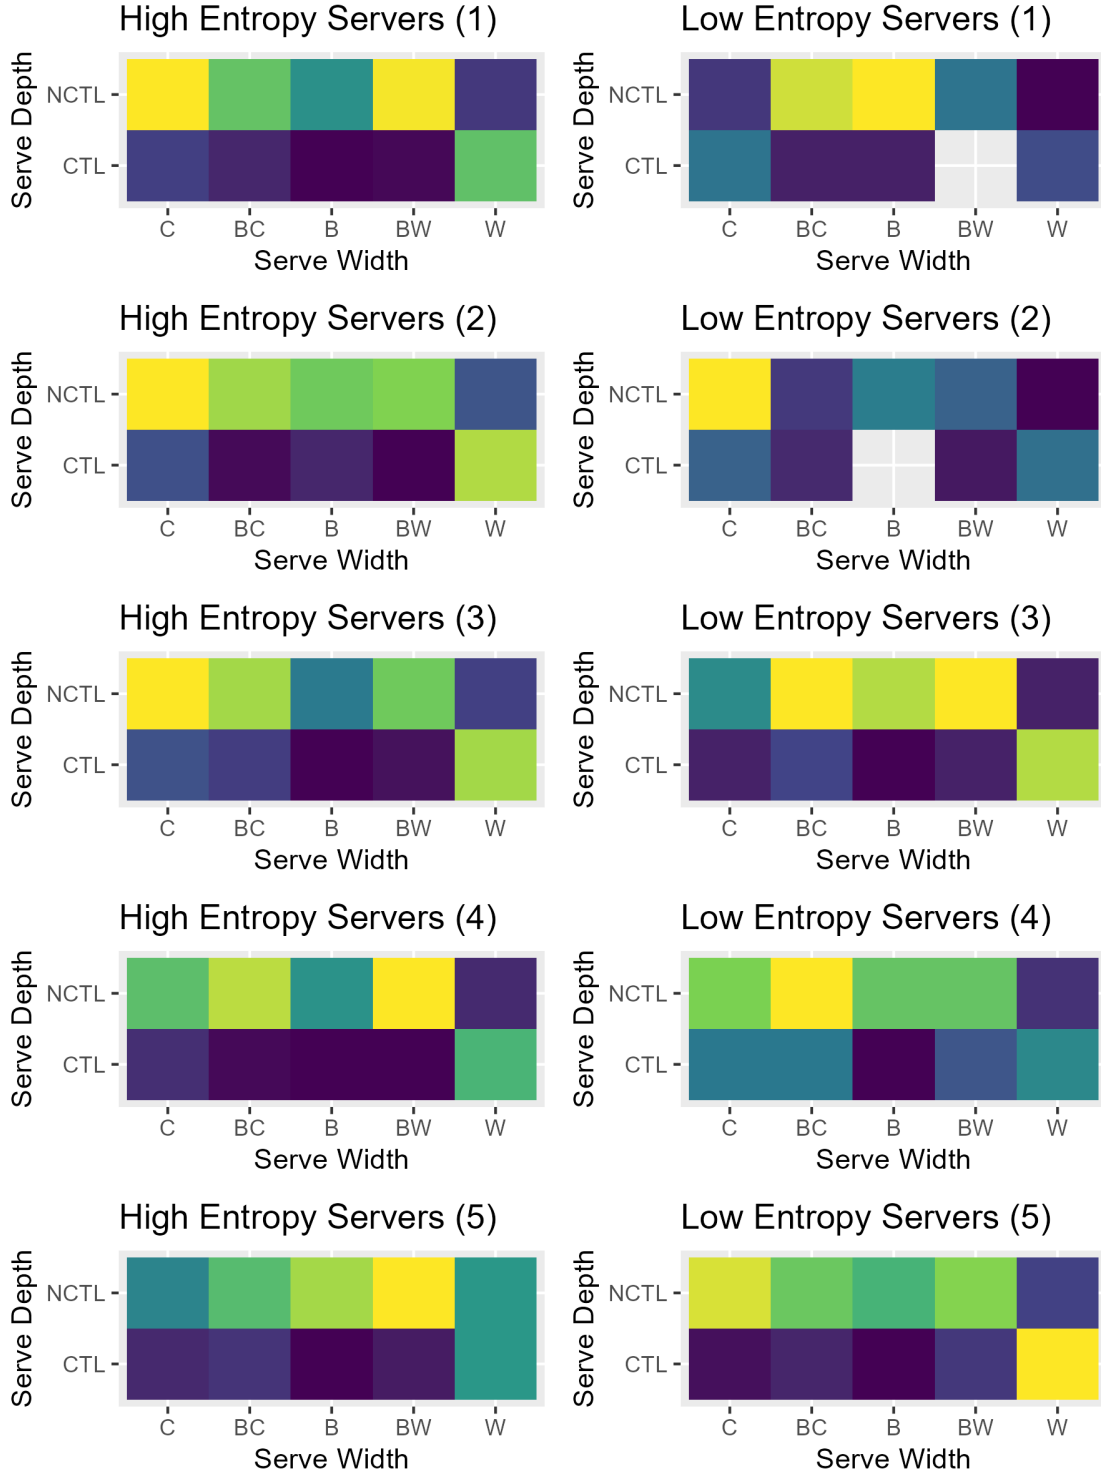 High Entropy Servers (1)
Serve Depth
NCTL
CTL
C BC B BW W
Serve Width
Low Entropy Servers (1)
Serve Depth
NCTL
CTL
C BC B BW W
Serve Width
High Entropy Servers (2)
Serve Depth
NCTL
CTL
C BC B BW W
Serve Width
Low Entropy Servers (2)
Serve Depth
NCTL
CTL
C BC B BW W
Serve Width
High Entropy Servers (3)
Serve Depth
NCTL
CTL
C BC B BW W
Serve Width
Low Entropy Servers (3)
Serve Depth
NCTL
CTL
C BC B BW W
Serve Width
High Entropy Servers (4)
Serve Depth
NCTL
CTL
C BC B BW W
Serve Width
Low Entropy Servers (4)
Serve Depth
NCTL
CTL
C BC B BW W
Serve Width
High Entropy Servers (5)
Serve Depth
NCTL
CTL
C BC B BW W
Serve Width
Low Entropy Servers (5)
Serve Depth
NCTL
CTL
C BC B BW W
Serve Width